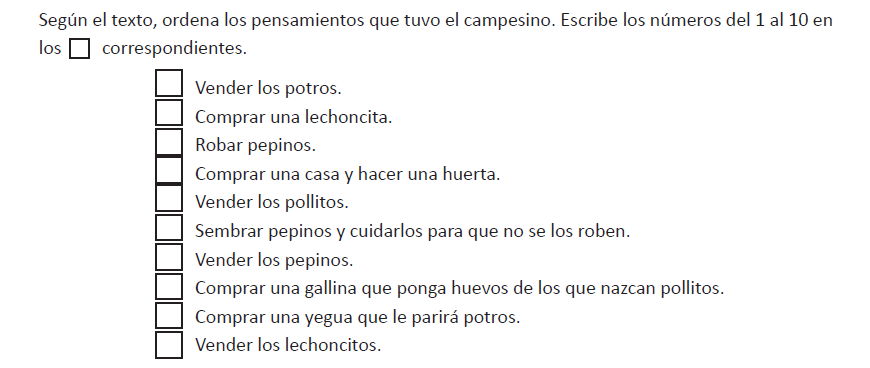 Según el texto, ordena los pensamientos que tuvo el campesino. Escribe los números del 1 al 10 en
los correspondientes.
Vender los potros.
Comprar una lechoncita.
Robar pepinos.
Comprar una casa y hacer una huerta.
Vender los pollitos.
Sembrar pepinos y cuidarlos para que no se los roben.
Vender los pepinos.
Comprar una gallina que ponga huevos de los que nazcan pollitos.
Comprar una yegua que le parirá potros.
Vender los lechoncitos.